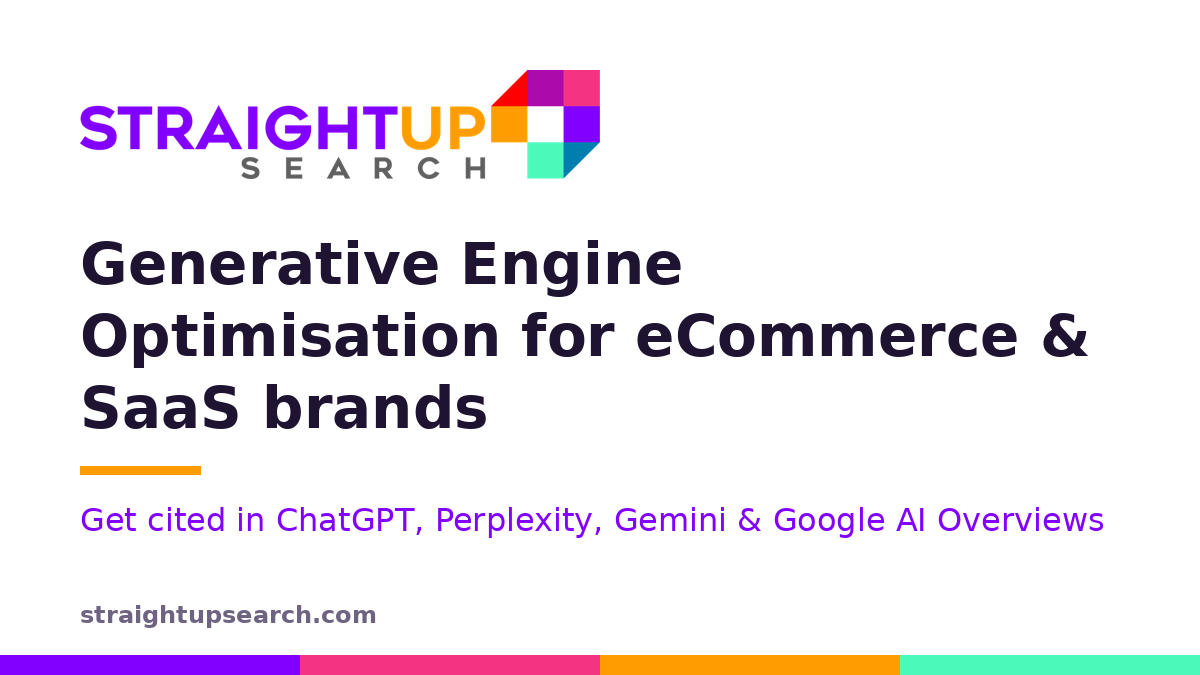 STRAIGHTUP
SEARCH
Generative Engine
Optimisation for eCommerce &
SaaS brands
Get cited in ChatGPT, Perplexity, Gemini & Google AI Overviews
straightupsearch.com